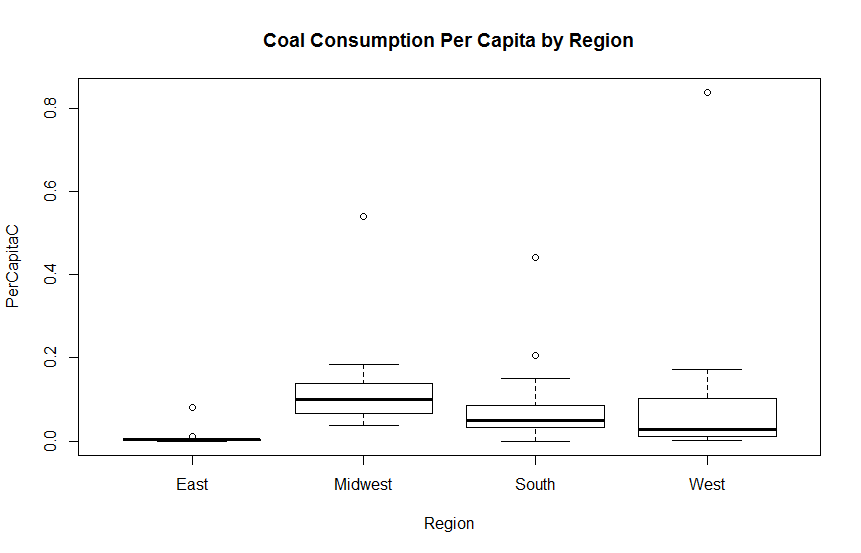 Coal Consumption Per Capita by Region
PerCapitaC
0.8
0.6
0.4
0.2
0.0
East Midwest South West
Region